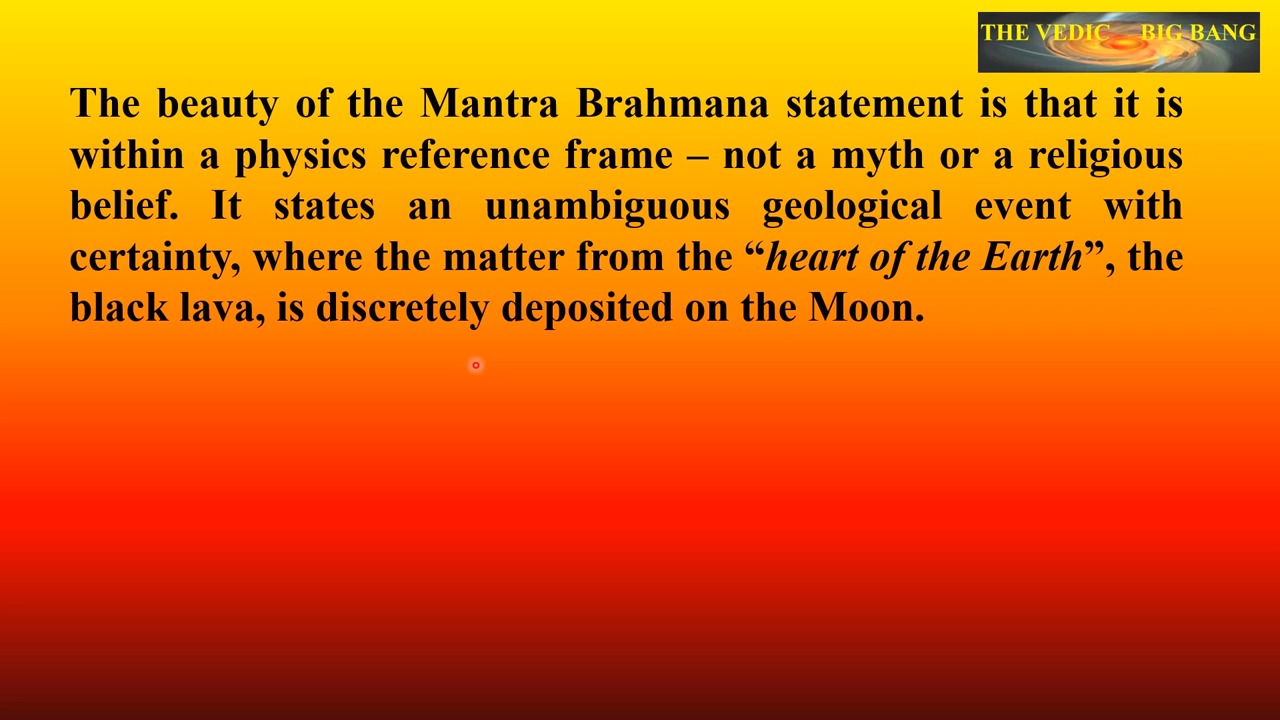 THE VEDIC BIG BANG
The beauty of the Mantra Brahmana statement is that it is
within a physics reference frame – not a myth or a religious
belief. It states an unambiguous geological event with
certainty, where the matter from the “heart of the Earth”, the
black lava, is discretely deposited on the Moon.